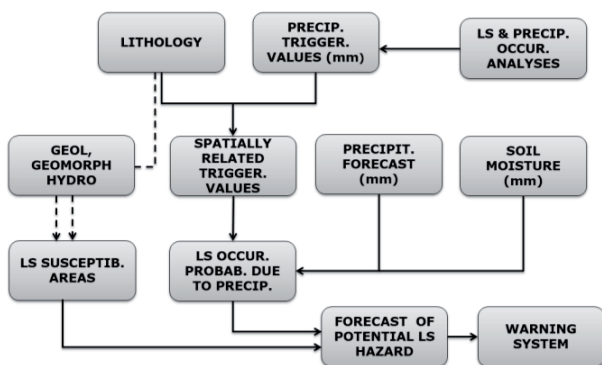 LITHOLOGY
PRECIP.
TRIGGER.
VALUES (mm)
LS & PRECIP.
OCCUR.
ANALYSES
GEOL,
GEOMORPH
HYDRO
SPATIALLY
RELATED
TRIGGER.
VALUES
PRECIPIT.
FORECAST
(mm)
SOIL
MOISTURE
(mm)
LS SUSCEPTIB.
AREAS
LS OCCUR.
PROBAB. DUE
TO PRECIP.
FORECAST OF
POTENTIAL LS
HAZARD
WARNING
SYSTEM